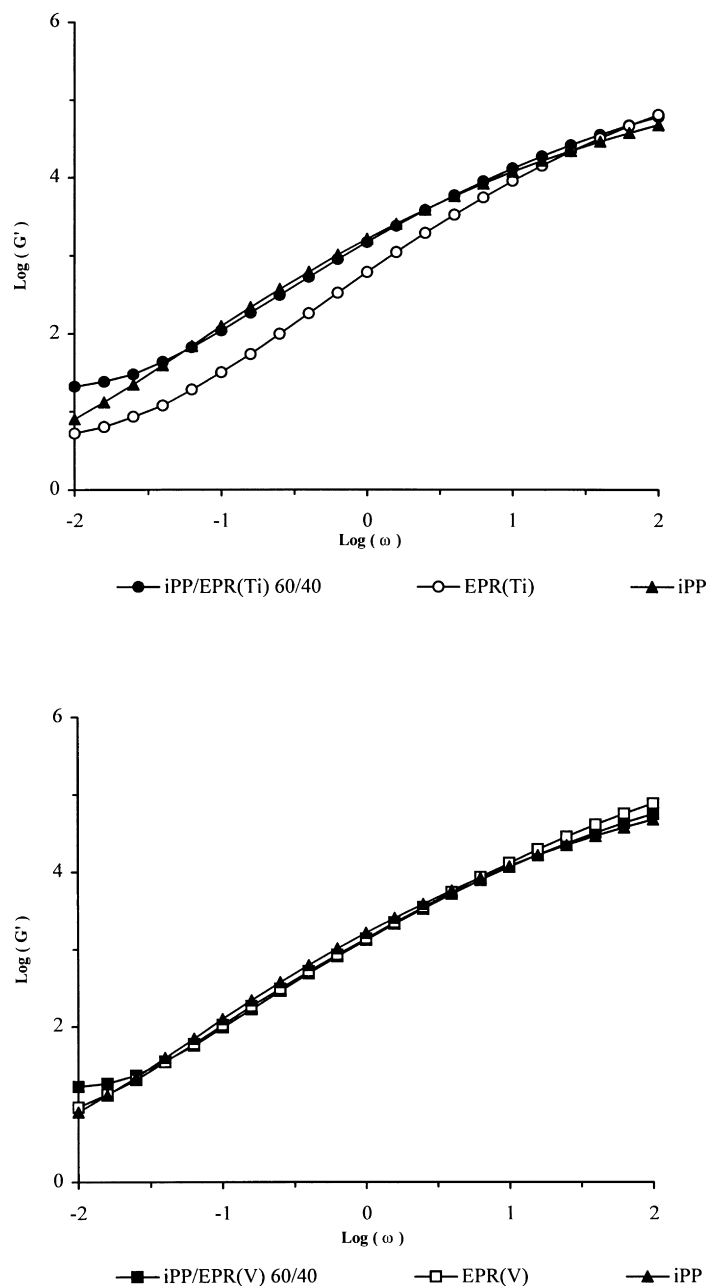 6
4
Log ( G' )
2
0
-2 -1 0 1 2
Log ( ω )
iPP/EPR(Ti) 60/40 EPR(Ti) iPP
6
4
Log ( G' )
2
0
-2 -1 0 1 2
Log ( ω )
iPP/EPR(V) 60/40 EPR(V) iPP